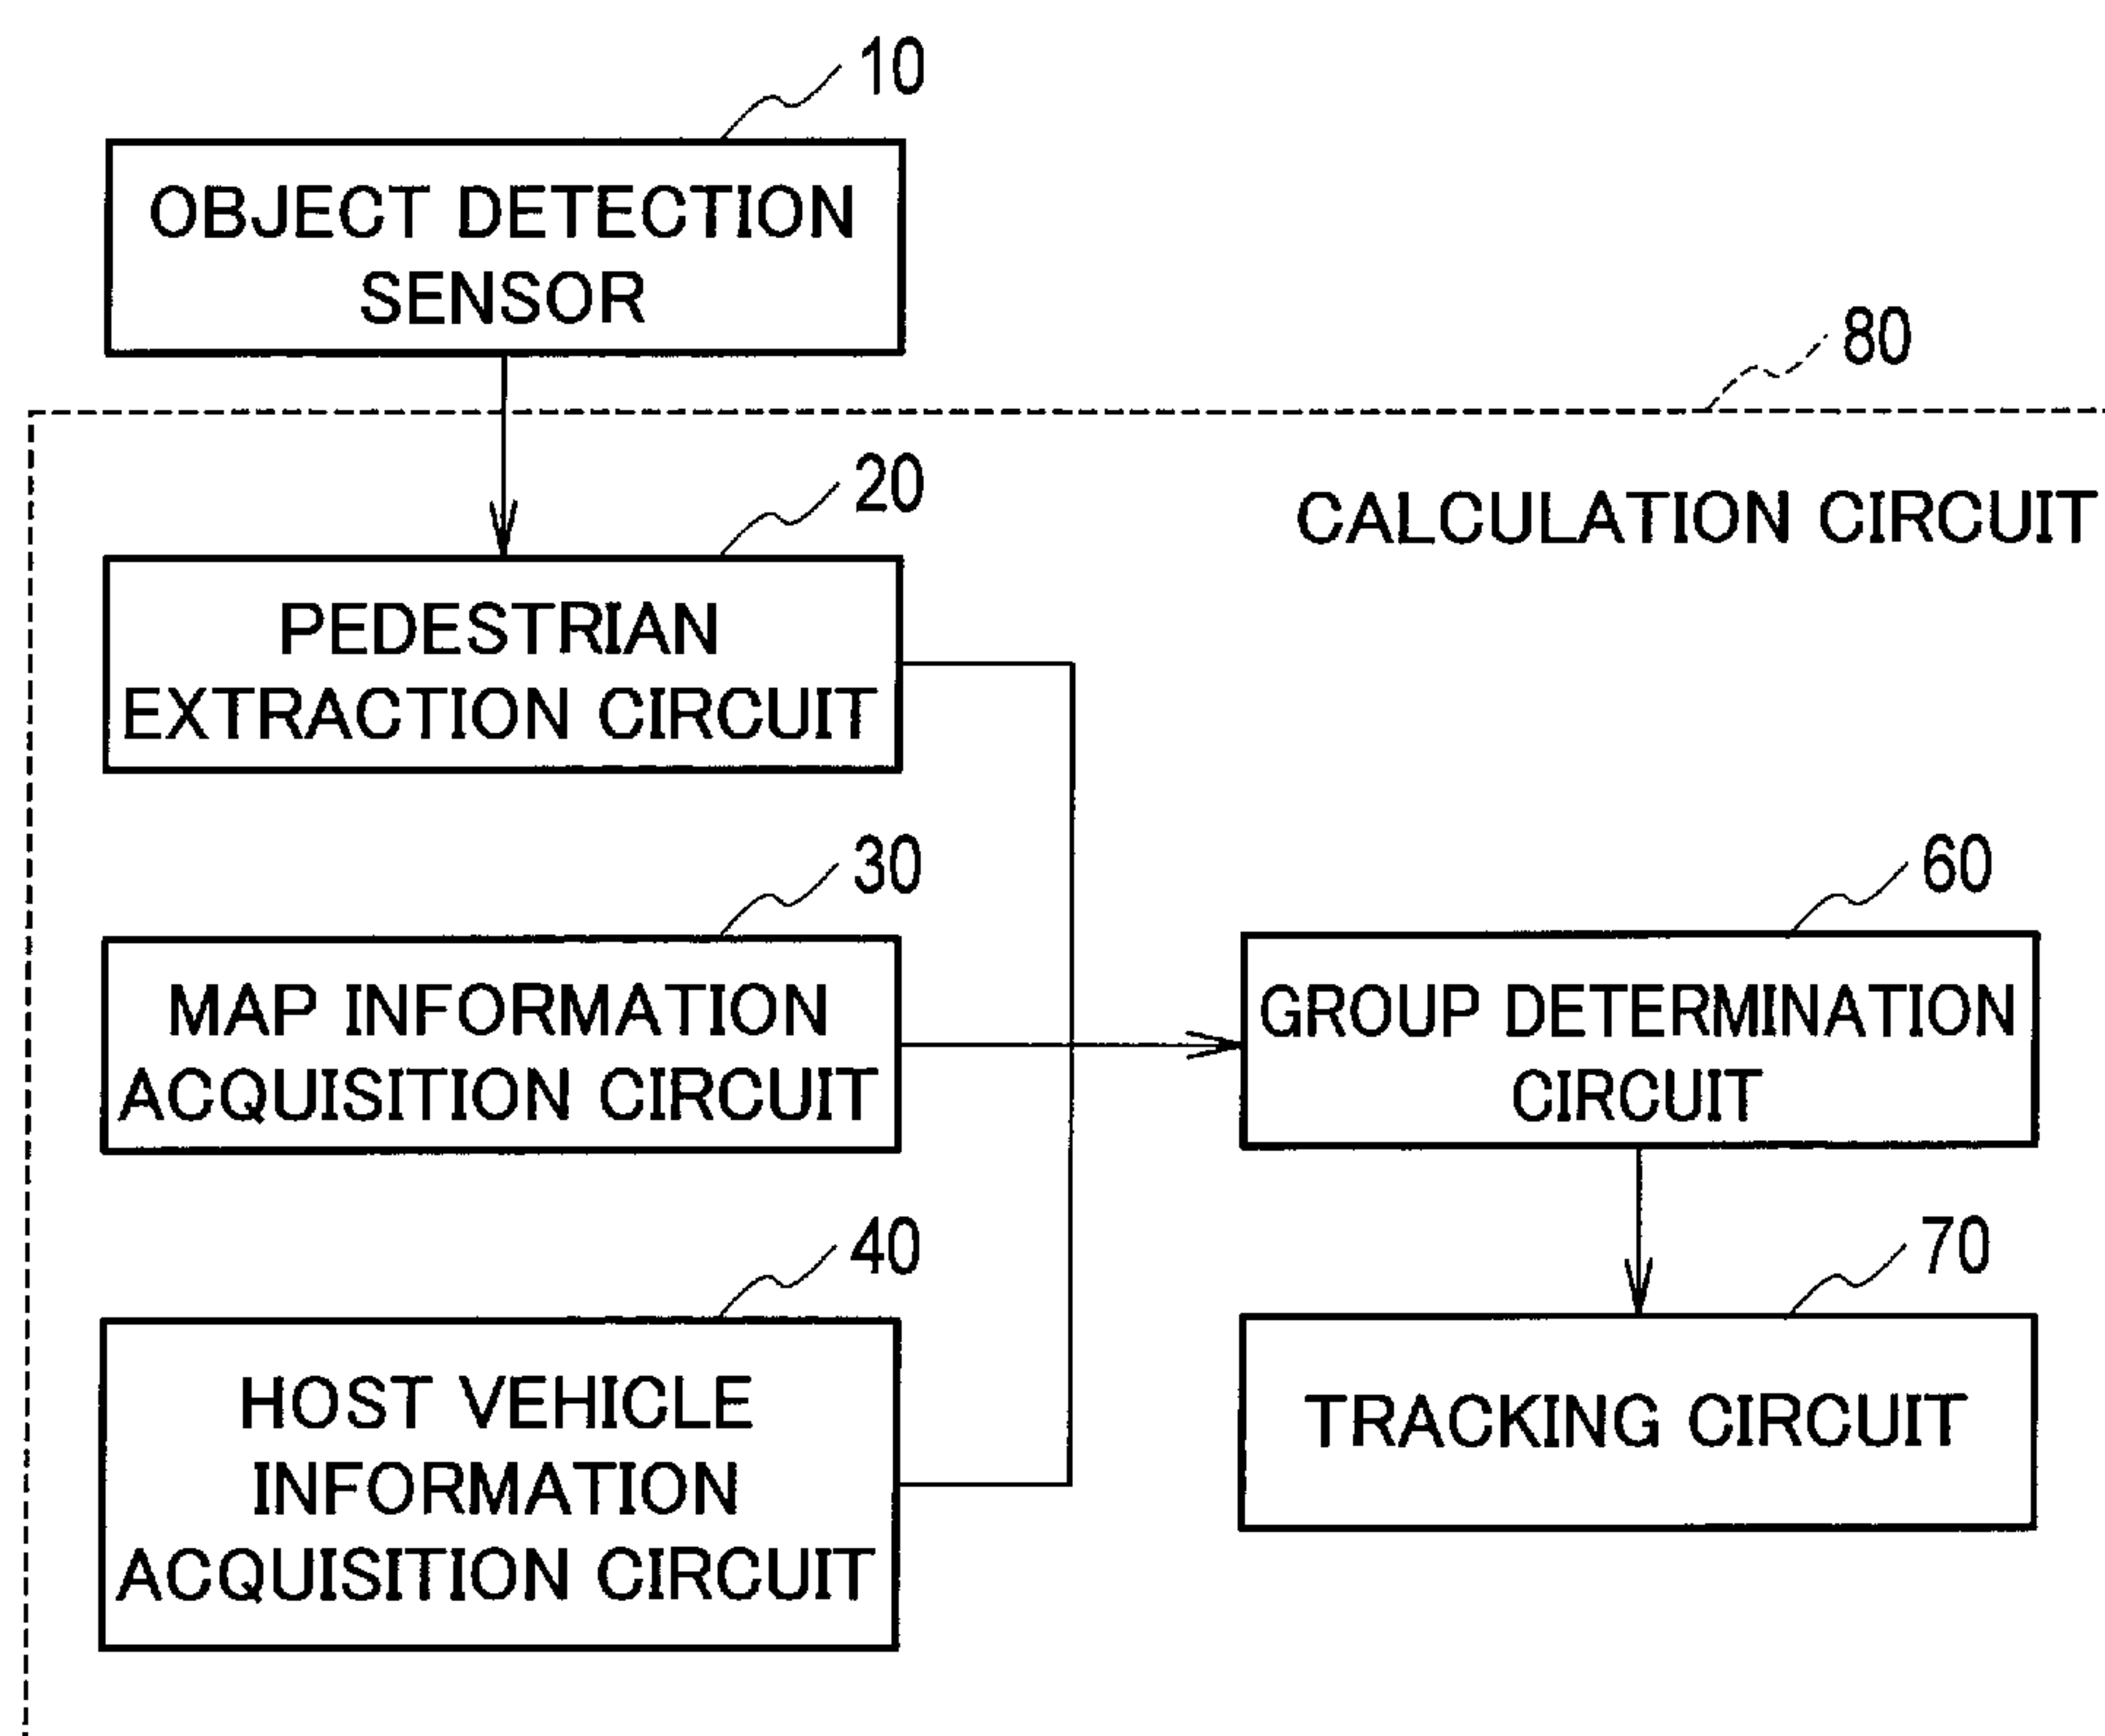 10
OBJECT DETECTION
SENSOR
80
CALCULATION CIRCUIT
20
PEDESTRIAN
EXTRACTION CIRCUIT
30
MAP INFORMATION
ACQUISITION CIRCUIT
60
GROUP DETERMINATION
CIRCUIT
40
HOST VEHICLE
INFORMATION
ACQUISITION CIRCUIT
70
TRACKING CIRCUIT